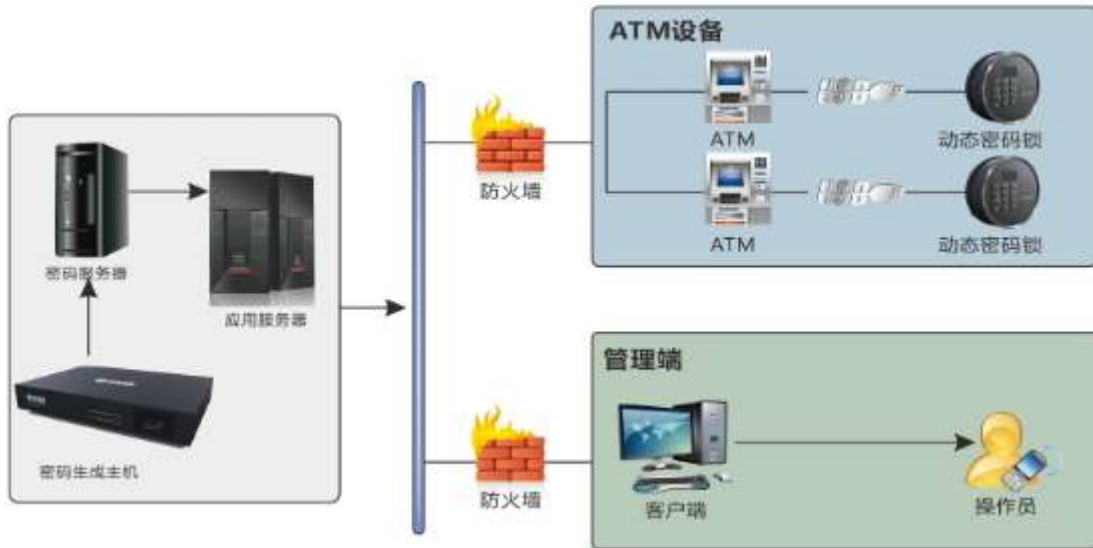 ATM设备
ATM
动态密码锁
防火墙
ATM
动态密码锁
密码服务器
应用服务器
密码生成主机
管理端
防火墙
客户端
操作员